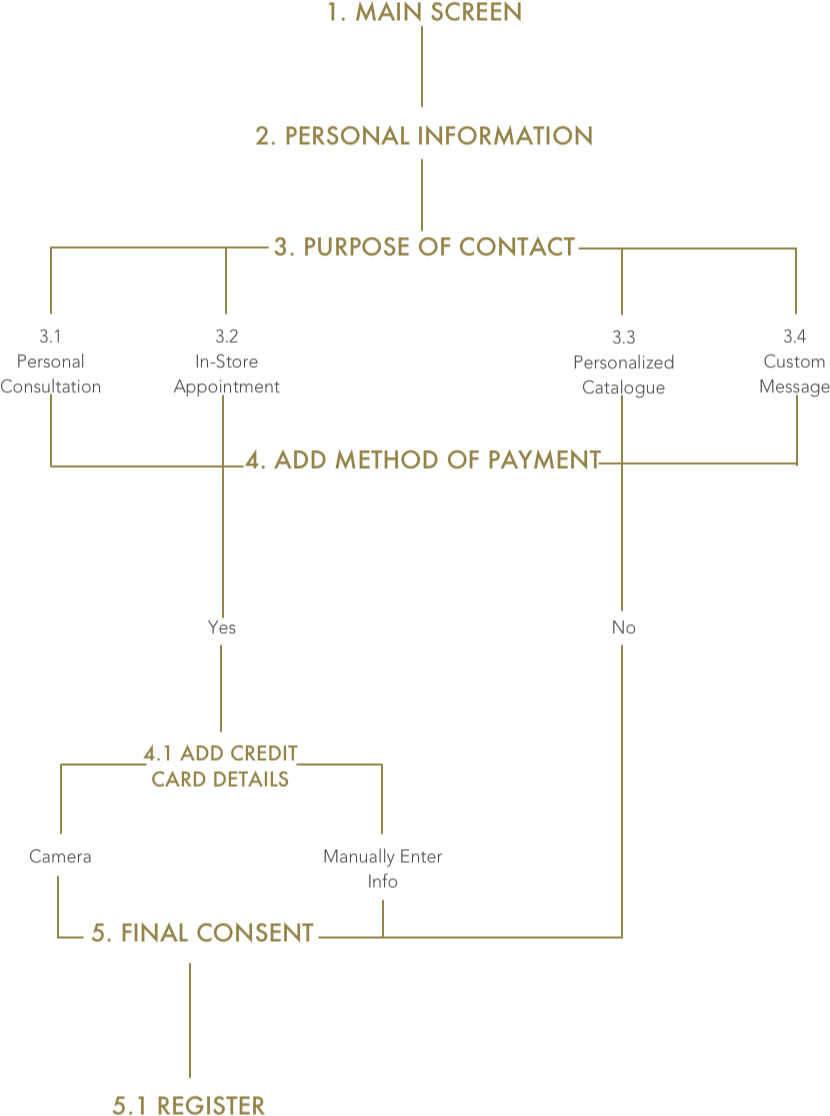 1. MAIN SCREEN
2. PERSONAL INFORMATION
3. PURPOSE OF CONTACT
3.1
Personal
Consultation
3.2
In-Store
Appointment
3.3
Personalized
Catalogue
3.4
Custom
Message
4. ADD METHOD OF PAYMENT
Yes
No
4.1 ADD CREDIT
CARD DETAILS
Camera
Manually Enter
Info
5. FINAL CONSENT
5.1 REGISTER